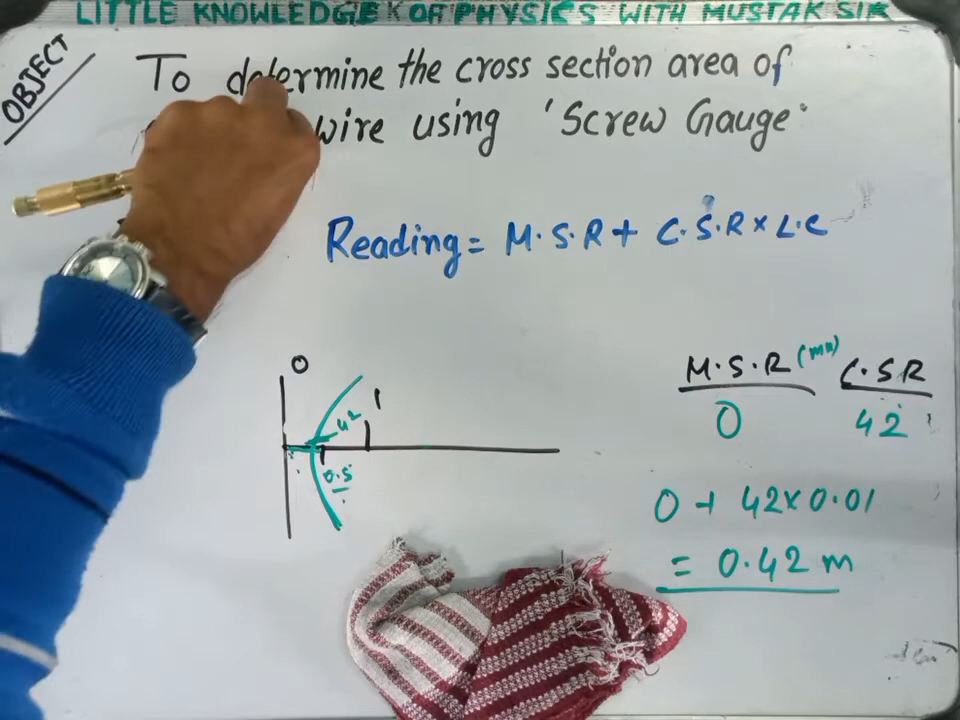 LITTLE KNOWLEDGE OF PHYSICS WITH MUSTAK SIR
OBJECT
To determine the cross section area of
wire using 'Screw Gauge'
Reading = M.S.R + C.S.R x L.C
0
1
42
0.5
M.S.R (mm) C.S.R
0 42
0 + 42 x 0.01
= 0.42 m